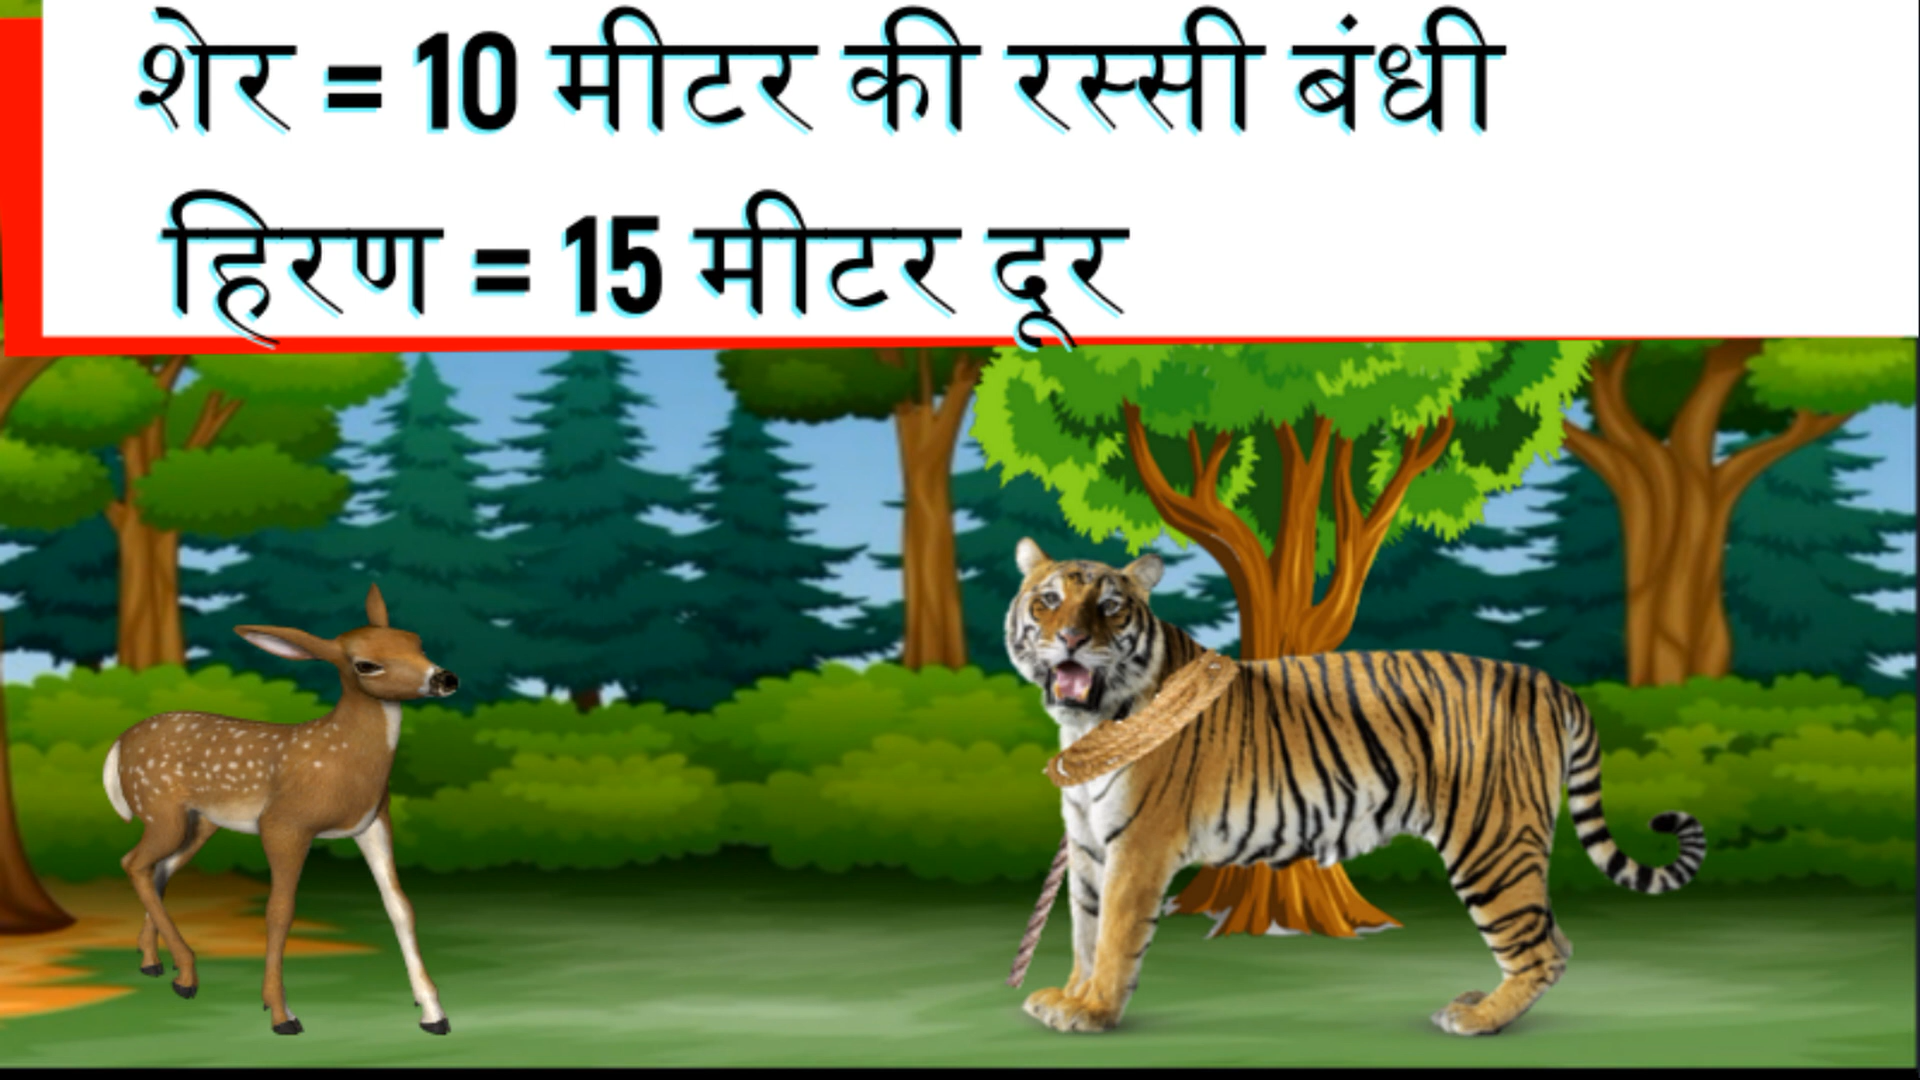 शेर = 10 मीटर की रस्सी बंधी
हिरण = 15 मीटर दूर